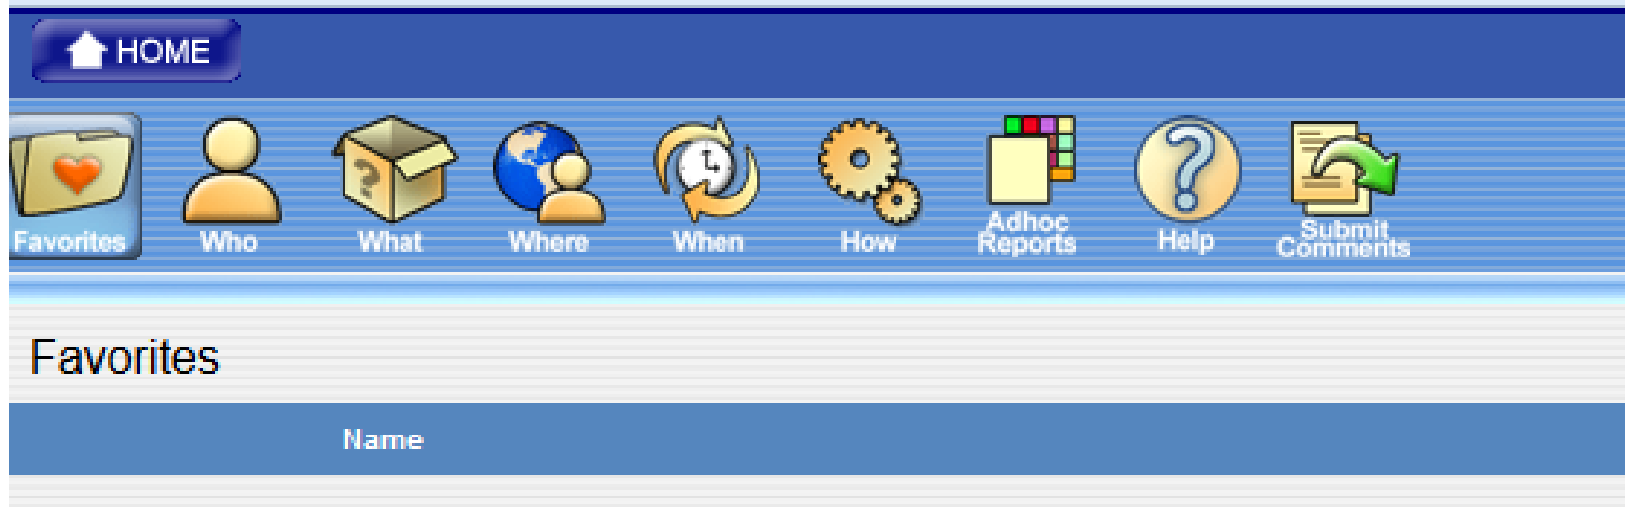 HOME
Favorites
Who
What
Where
When
How
Adhoc
Reports
Help
Submit
Comments
Favorites
Name